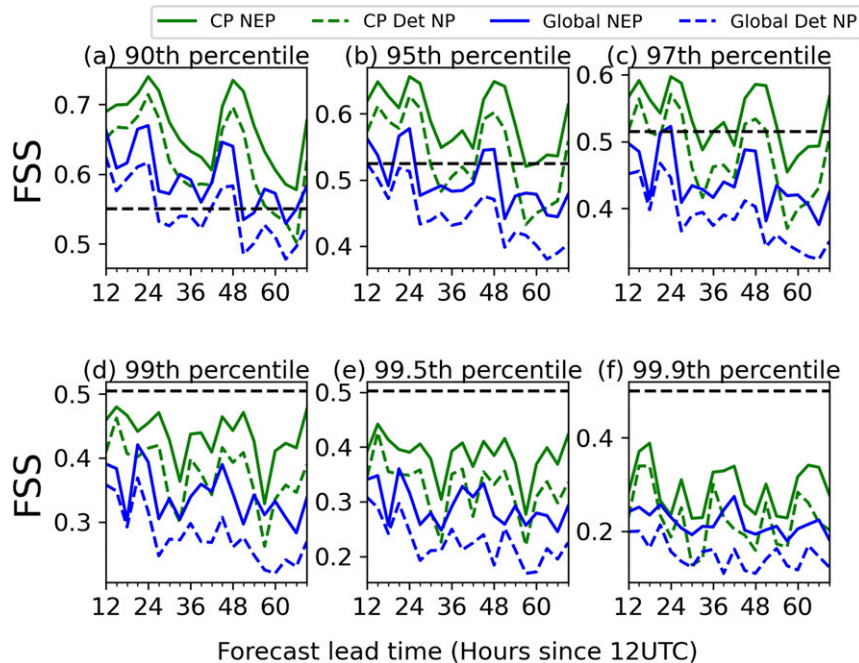 CP NEP CP Det NP Global NEP Global Det NP
(a) 90th percentile (b) 95th percentile (c) 97th percentile
FSS
0.7
0.6
0.5
12 24 36 48 60
0.6
0.5
0.4
12 24 36 48 60
0.6
0.5
0.4
12 24 36 48 60
(d) 99th percentile (e) 99.5th percentile (f) 99.9th percentile
FSS
0.5
0.4
0.3
12 24 36 48 60
0.5
0.4
0.3
0.2
12 24 36 48 60
0.4
0.2
12 24 36 48 60
Forecast lead time (Hours since 12UTC)